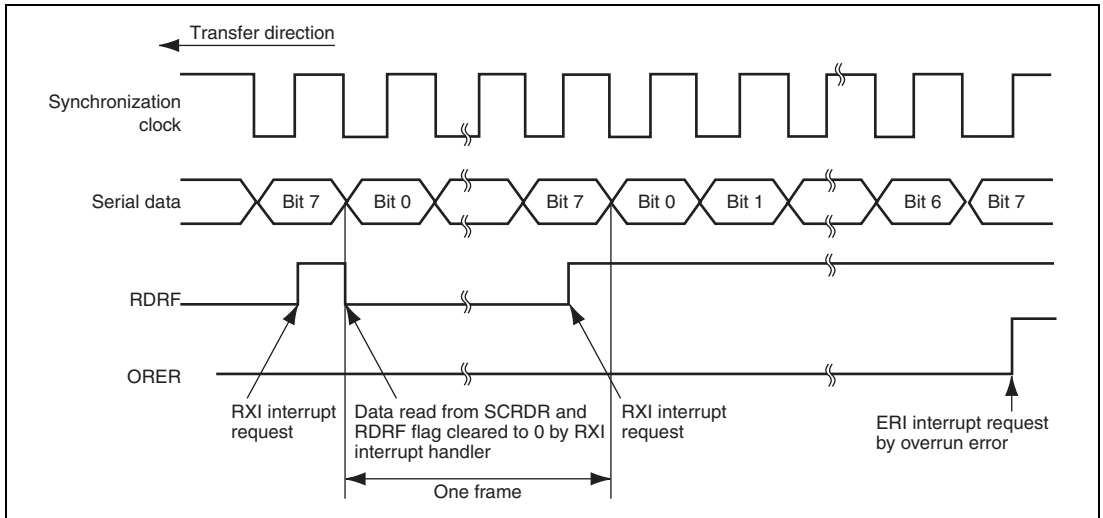 Transfer direction
Synchronization
clock
Serial data
Bit 7
Bit 0
Bit 7
Bit 0
Bit 1
Bit 6
Bit 7
RDRF
ORER
RXI interrupt
request
Data read from SCRDR and
RDRF flag cleared to 0 by RXI
interrupt handler
RXI interrupt
request
ERI interrupt request
by overrun error
One frame